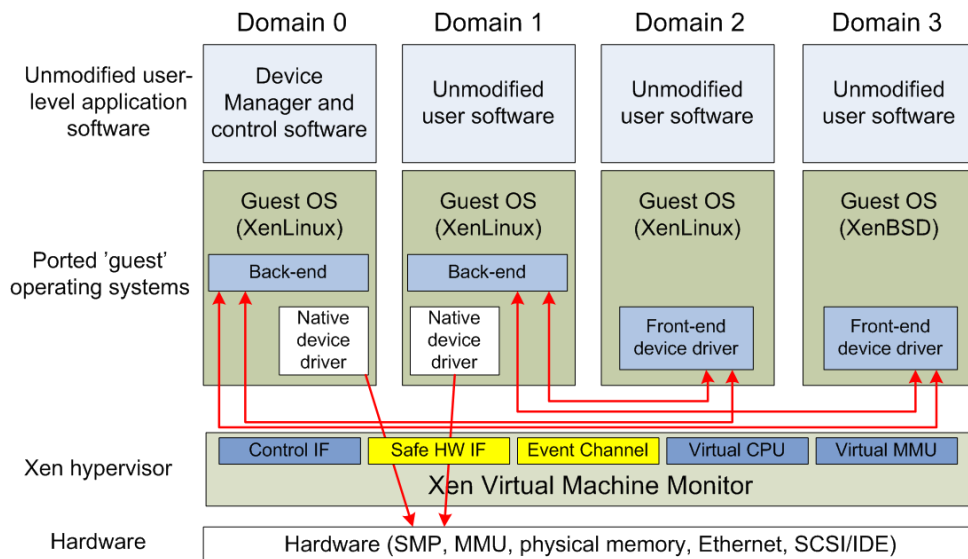 Domain 0
Domain 1
Domain 2
Domain 3
Unmodified user-
level application
software
Device
Manager and
control software
Unmodified
user software
Unmodified
user software
Unmodified
user software
Ported 'guest'
operating systems
Guest OS
(XenLinux)
Back-end
Native
device
driver
Guest OS
(XenLinux)
Back-end
Native
device
driver
Guest OS
(XenLinux)
Front-end
device driver
Guest OS
(XenBSD)
Front-end
device driver
Xen hypervisor
Control IF
Safe HW IF
Event Channel
Virtual CPU
Virtual MMU
Xen Virtual Machine Monitor
Hardware
Hardware (SMP, MMU, physical memory, Ethernet, SCSI/IDE)